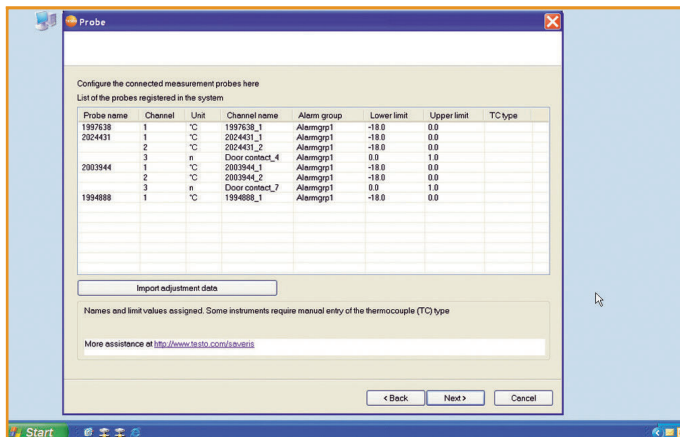 Probe
Configure the connected measurement probes here
List of the probes registered in the system
Probe name Channel Unit Channel name Alarm group Lower limit Upper limit TC type
1997638 1 °C 1997638_1 Alarmgrp1 -18.0 0.0
2024431 1 °C 2024431_1 Alarmgrp1 -18.0 0.0
2 °C 2024431_2 Alarmgrp1 -18.0 0.0
3 n Door contact_4 Alarmgrp1 0.0 1.0
2003944 1 °C 2003944_1 Alarmgrp1 -18.0 0.0
2 °C 2003944_2 Alarmgrp1 -18.0 0.0
3 n Door contact_7 Alarmgrp1 0.0 1.0
1994888 1 °C 1994888_1 Alarmgrp1 -18.0 0.0
Import adjustment data
Names and limit values assigned. Some instruments require manual entry of the thermocouple (TC) type
More assistance at http://www.testo.com/saveris
< Back Next > Cancel
Start